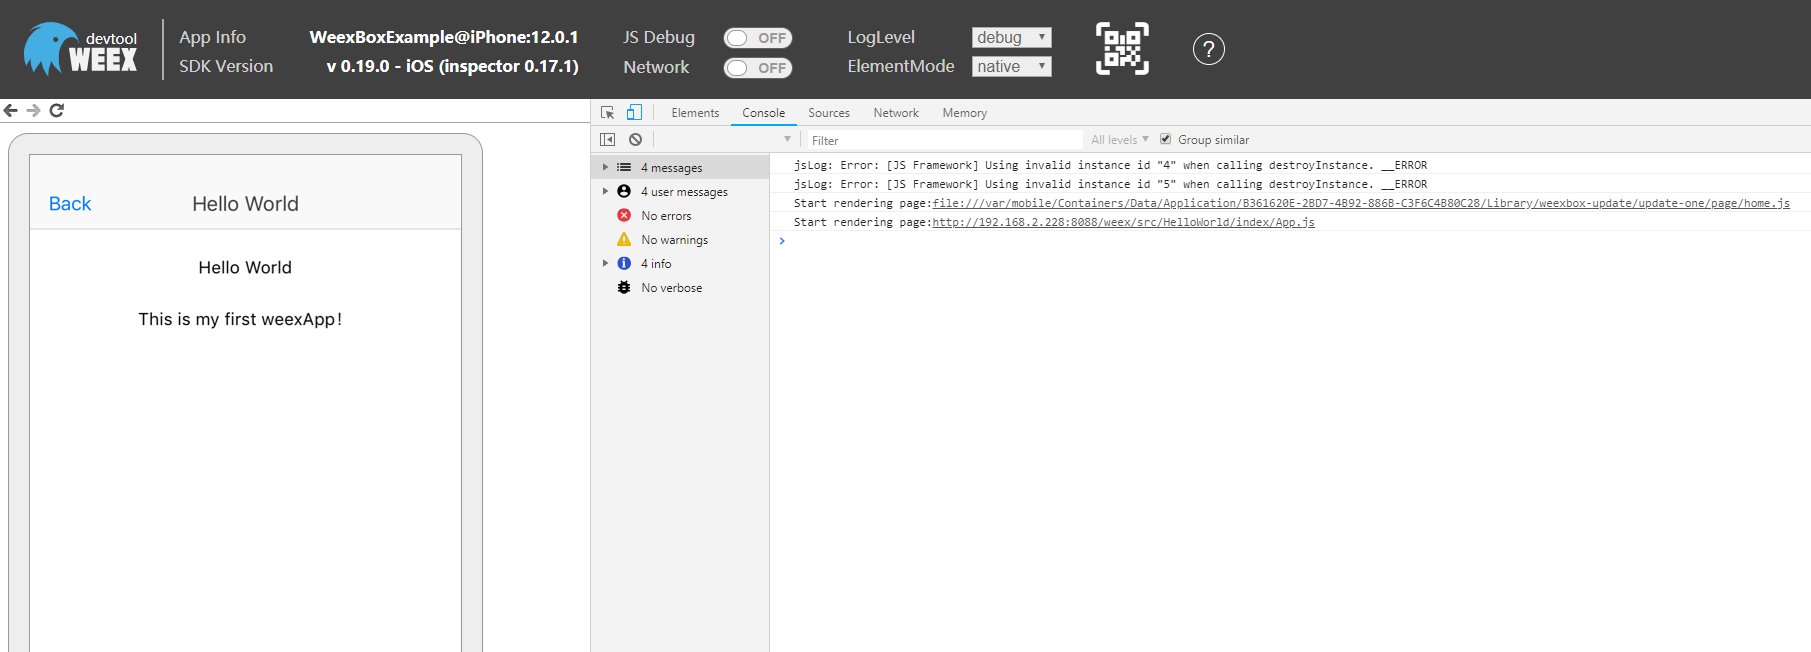 devtool
WEEX
App Info WeexBoxExample@iPhone:12.0.1 JS Debug OFF LogLevel debug ?
SDK Version v 0.19.0 - iOS (inspector 0.17.1) Network OFF ElementMode native
Elements Console Sources Network Memory
Filter All levels Group similar
Back Hello World
Hello World
This is my first weexApp!
4 messages
4 user messages
No errors
No warnings
4 info
No verbose
jsLog: Error: [JS Framework] Using invalid instance id "4" when calling destroyInstance. __ERROR
jsLog: Error: [JS Framework] Using invalid instance id "5" when calling destroyInstance. __ERROR
Start rendering page:file:///var/mobile/Containers/Data/Application/B361620E-2BD7-4B92-886B-C3F6C4B80C28/Library/weexbox-update/update-one/page/home.js
Start rendering page:http://192.168.2.228:8088/weex/src/HelloWorld/index/App.js